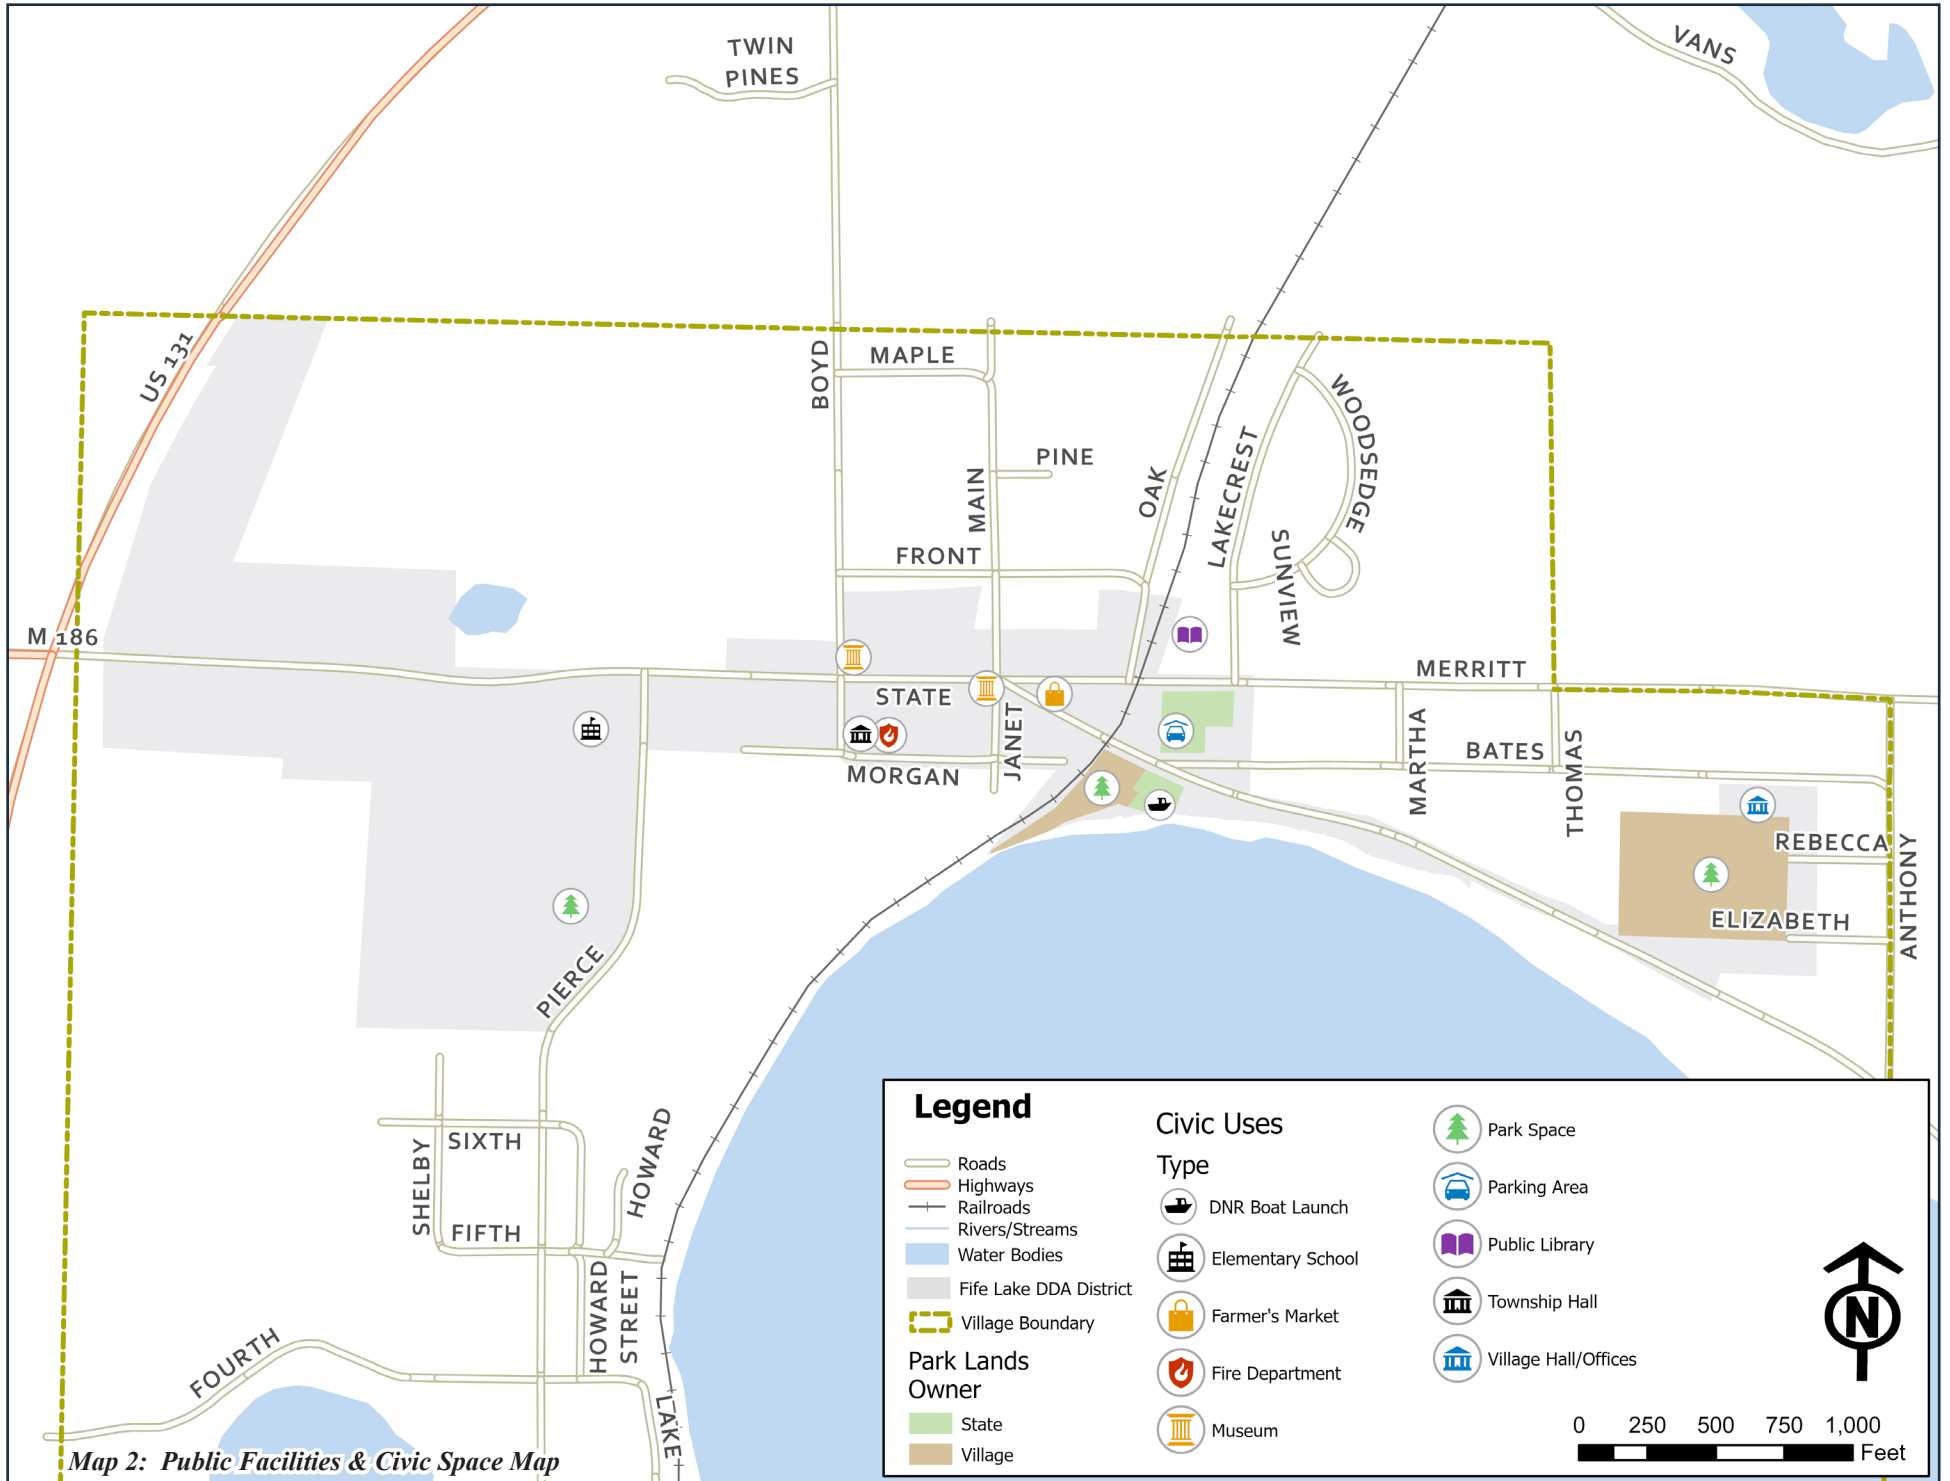 TWIN
PINES
VANS
US 131
BOYD
MAPLE
WOODSEDGE
PINE
MAIN
OAK
LAKECREST
SUNVIEW
FRONT
M 186
MERRITT
STATE
JANET
MARTHA
BATES
THOMAS
MORGAN
REBECCA
ANTHONY
ELIZABETH
PIERCE
SIXTH
SHELBY
HOWARD
FIFTH
HOWARD
STREET
FOURTH
LAKE
Map 2: Public Facilities & Civic Space Map
Legend
Roads
Highways
Railroads
Rivers/Streams
Water Bodies
Fife Lake DDA District
Village Boundary
Park Lands
Owner
State
Village
Civic Uses
Type
DNR Boat Launch
Elementary School
Farmer's Market
Fire Department
Museum
Park Space
Parking Area
Public Library
Township Hall
Village Hall/Offices
N
0 250 500 750 1,000
Feet